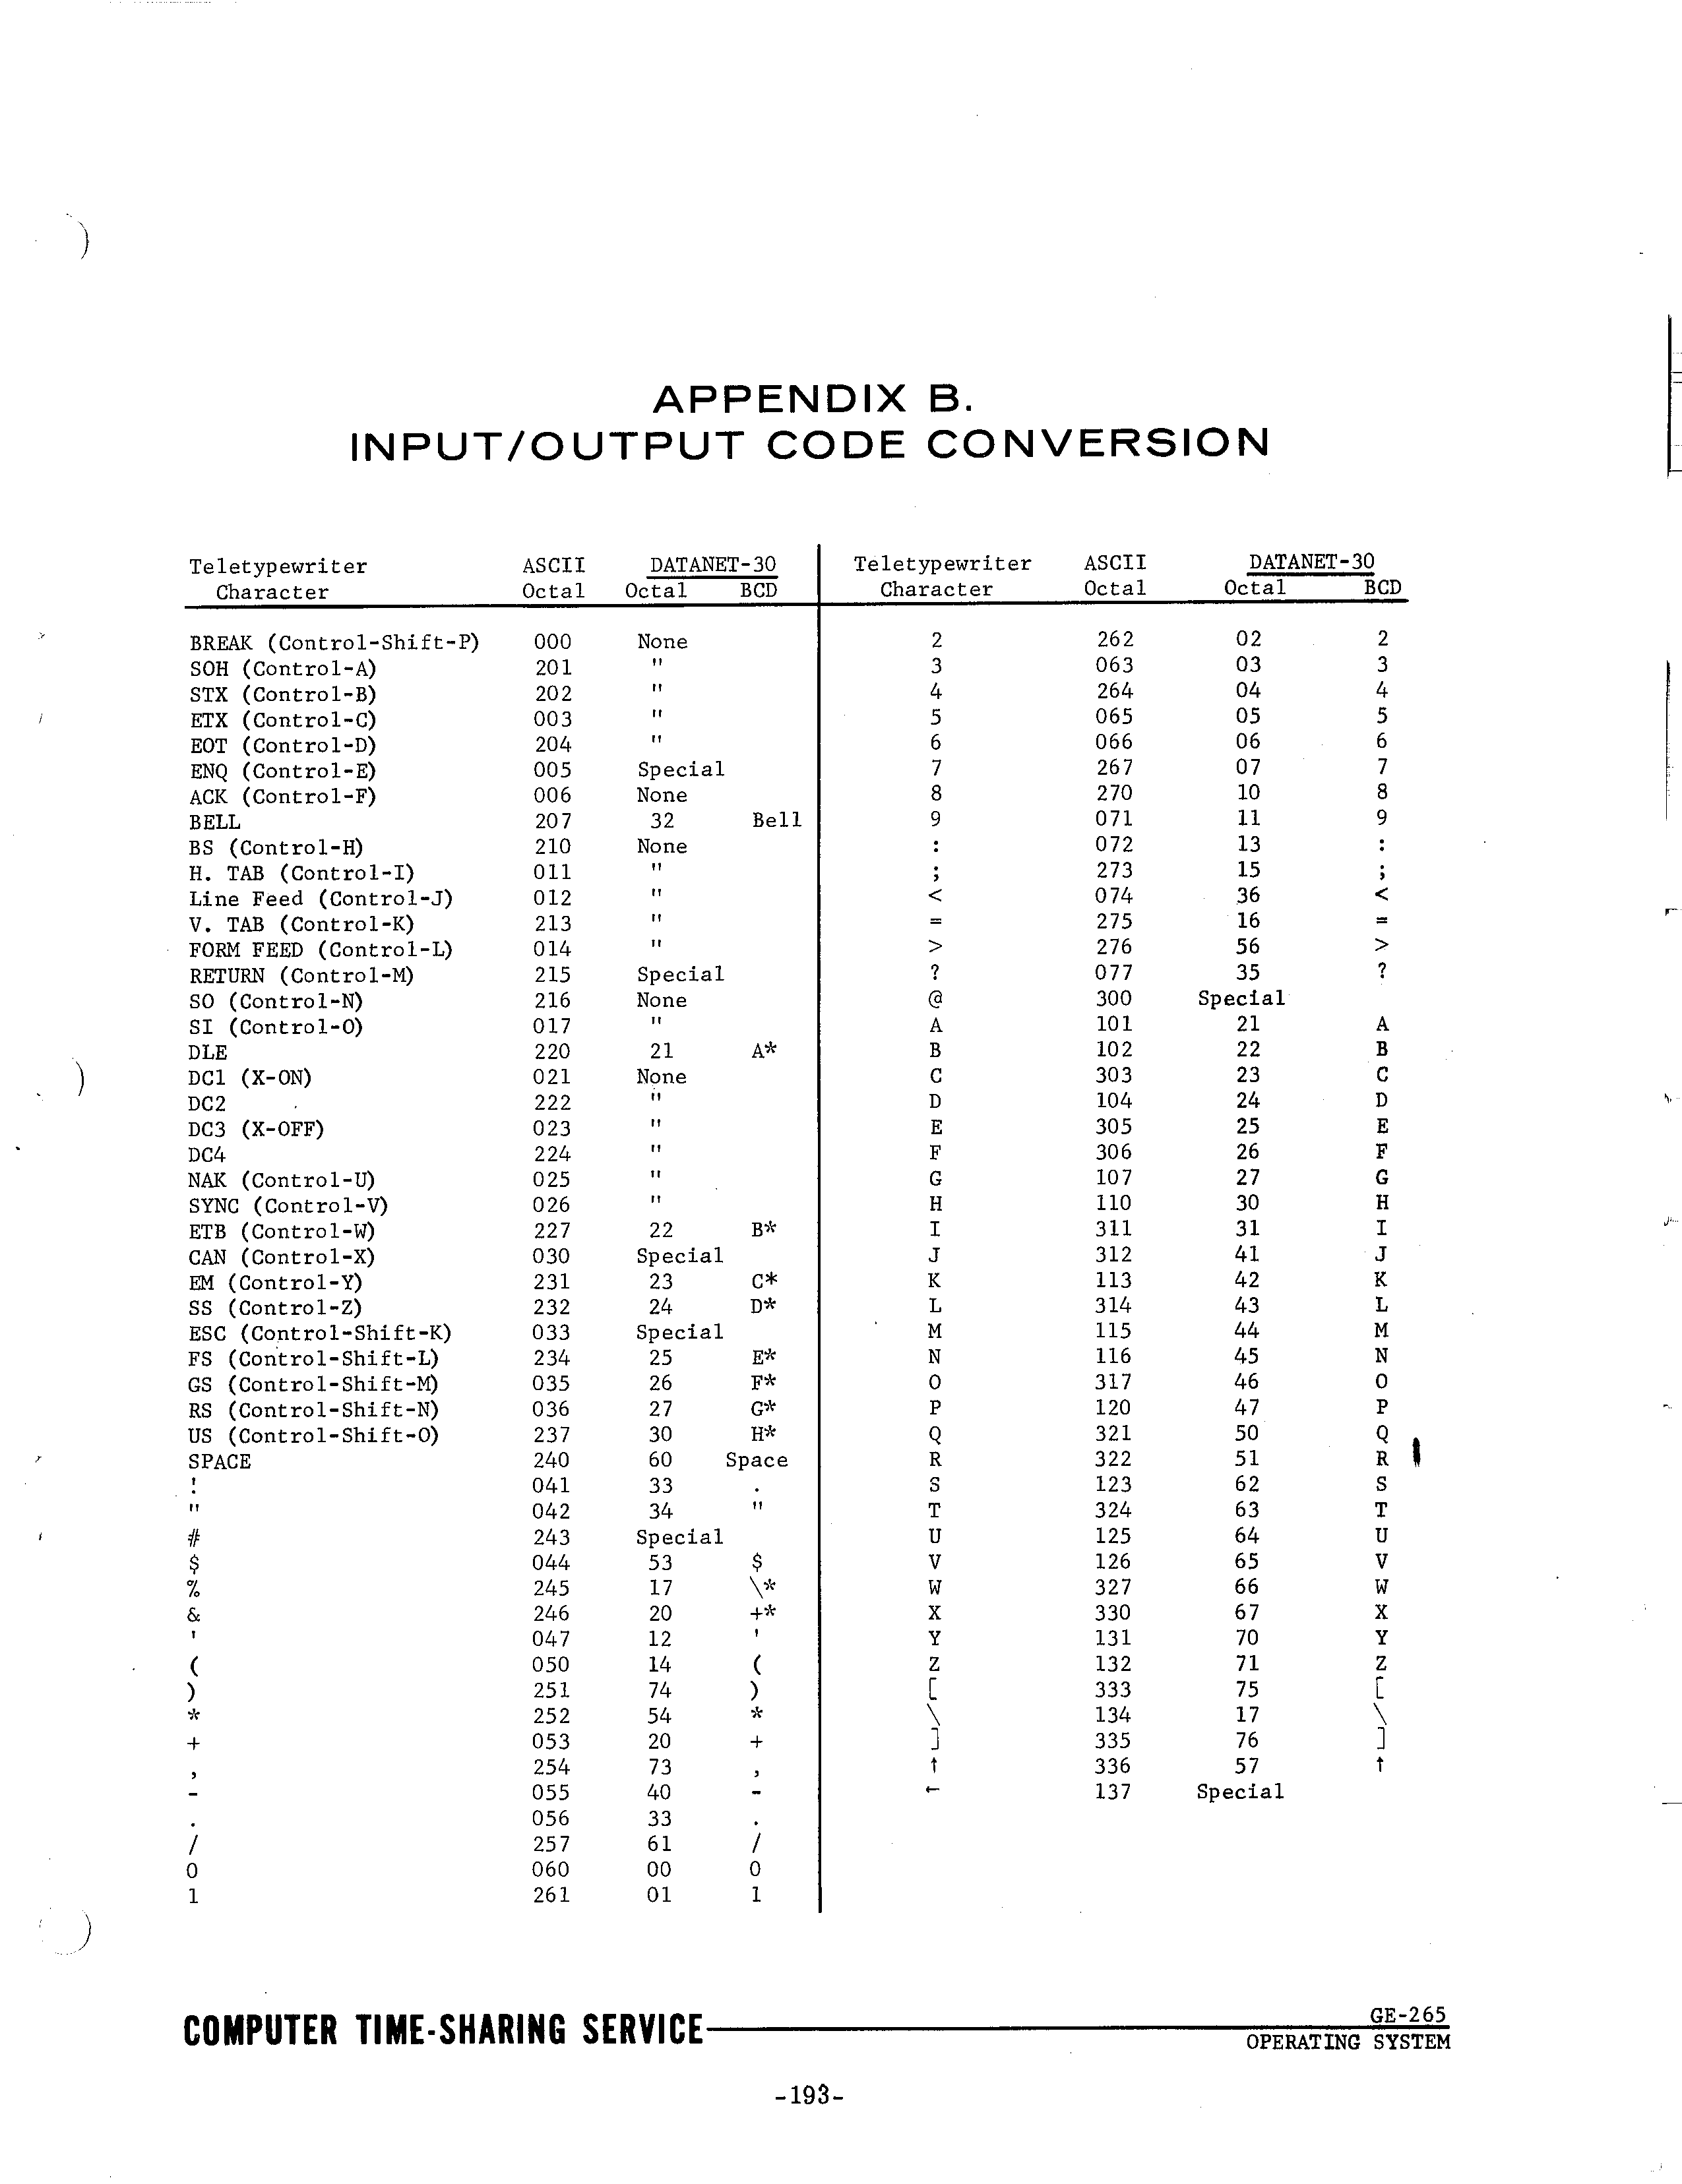 APPENDIX B.
INPUT/OUTPUT CODE CONVERSION
Teletypewriter ASCII DATANET-30
Character Octal Octal BCD
BREAK (Control-Shift-P) 000 None
SOH (Control-A) 201 "
STX (Control-B) 202 "
ETX (Control-C) 003 "
EOT (Control-D) 204 "
ENQ (Control-E) 005 Special
ACK (Control-F) 006 None
BELL 207 32 Bell
BS (Control-H) 210 None
H. TAB (Control-I) 011 "
Line Feed (Control-J) 012 "
V. TAB (Control-K) 213 "
FORM FEED (Control-L) 014 "
RETURN (Control-M) 215 Special
SO (Control-N) 216 None
SI (Control-O) 017 "
DLE 220 21 A*
DC1 (X-ON) 021 None
DC2 222 "
DC3 (X-OFF) 023 "
DC4 224 "
NAK (Control-U) 025 "
SYNC (Control-V) 026 "
ETB (Control-W) 227 22 B*
CAN (Control-X) 030 Special
EM (Control-Y) 231 23 C*
SS (Control-Z) 232 24 D*
ESC (Control-Shift-K) 033 Special
FS (Control-Shift-L) 234 25 E*
GS (Control-Shift-M) 035 26 F*
RS (Control-Shift-N) 036 27 G*
US (Control-Shift-O) 237 30 H*
SPACE 240 60 Space
! 041 33 .
" 042 34 "
# 243 Special
$ 044 53 $
% 245 17 \*
& 246 20 +*
' 047 12 '
( 050 14 (
) 251 74 )
* 252 54 *
+ 053 20 +
, 254 73 ,
- 055 40 -
. 056 33 .
/ 257 61 /
0 060 00 0
1 261 01 1
Teletypewriter ASCII DATANET-30
Character Octal Octal BCD
2 262 02 2
3 063 03 3
4 264 04 4
5 065 05 5
6 066 06 6
7 267 07 7
8 270 10 8
9 071 11 9
: 072 13 :
; 273 15 ;
< 074 36 <
= 275 16 =
> 276 56 >
? 077 35 ?
@ 300 Special
A 101 21 A
B 102 22 B
C 303 23 C
D 104 24 D
E 305 25 E
F 306 26 F
G 107 27 G
H 110 30 H
I 311 31 I
J 312 41 J
K 113 42 K
L 314 43 L
M 115 44 M
N 116 45 N
O 317 46 O
P 120 47 P
Q 321 50 Q
R 322 51 R
S 123 62 S
T 324 63 T
U 125 64 U
V 126 65 V
W 327 66 W
X 330 67 X
Y 131 70 Y
Z 132 71 Z
[ 333 75 [
\ 134 17 \
] 335 76 ]
↑ 336 57 ↑
← 137 Special
COMPUTER TIME-SHARING SERVICE
GE-265
OPERATING SYSTEM
-193-